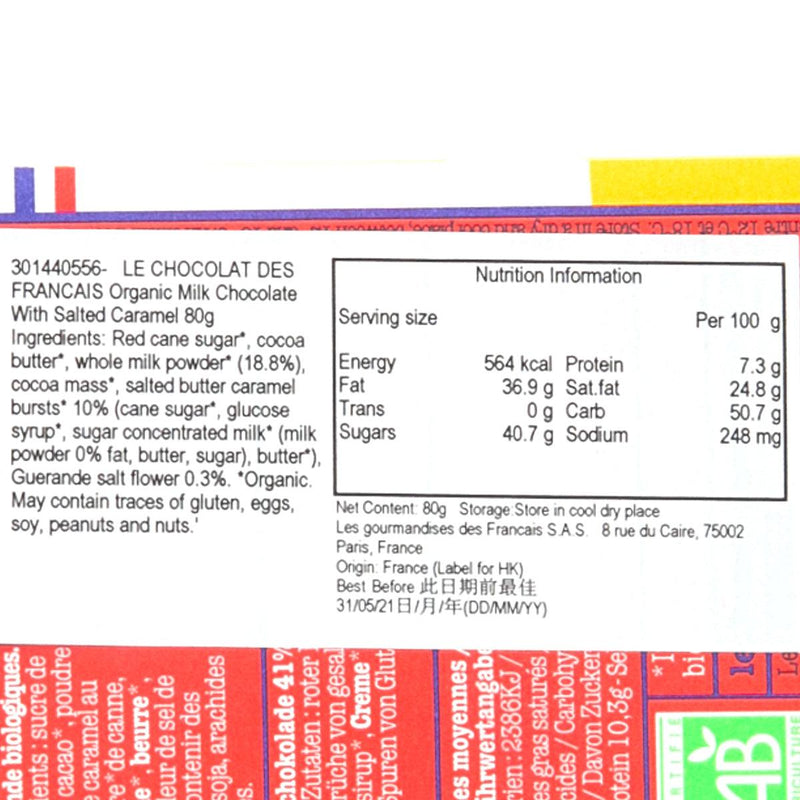 301440556- LE CHOCOLAT DES
FRANCAIS Organic Milk Chocolate
With Salted Caramel 80g
Ingredients: Red cane sugar*, cocoa
butter*, whole milk powder* (18.8%),
cocoa mass*, salted butter caramel
bursts* 10% (cane sugar*, glucose
syrup*, sugar concentrated milk* (milk
powder 0% fat, butter, sugar), butter*),
Guerande salt flower 0.3%. *Organic.
May contain traces of gluten, eggs,
soy, peanuts and nuts.'
Nutrition Information
Serving size Per 100 g
Energy 564 kcal Protein 7.3 g
Fat 36.9 g Sat.fat 24.8 g
Trans 0 g Carb 50.7 g
Sugars 40.7 g Sodium 248 mg
Net Content: 80g Storage:Store in cool dry place
Les gourmandises des Francais S.A.S. 8 rue du Caire, 75002
Paris, France
Origin: France (Label for HK)
Best Before 此日期前最佳
31/05/21日/月/年(DD/MM/YY)
nde biologiques.
ients : sucre de
cacao*, poudre
e caramel au
e* de canne,
e*, beurre*,
leur de sel de
ontenir des
soja, arachides
s.
chokolade 41%
Zutaten: roter
rüche von gesal
sirup*, Creme*
Spuren von Glut
es moyennes /
ihrwertangabe
rien : 2386KJ /
es gras saturés
cides / Carbohy
/ Davon Zucker
otein 10,3g - Se
AB